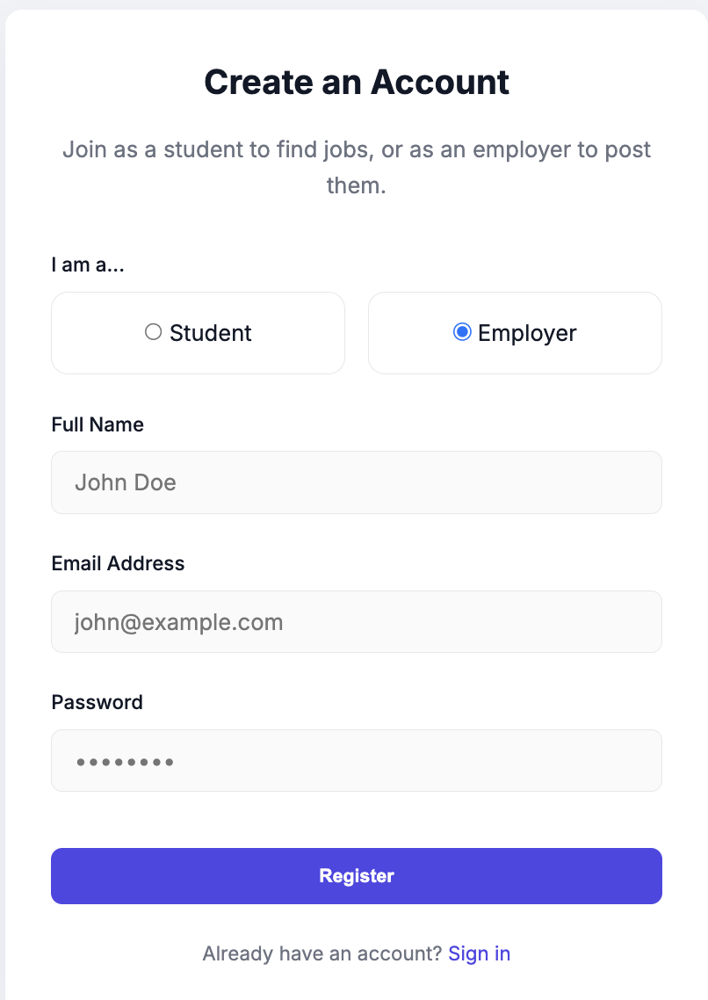 Create an Account
Join as a student to find jobs, or as an employer to post
them.
I am a...
Student
Employer
Full Name
John Doe
Email Address
john@example.com
Password
••••••••
Register
Already have an account? Sign in